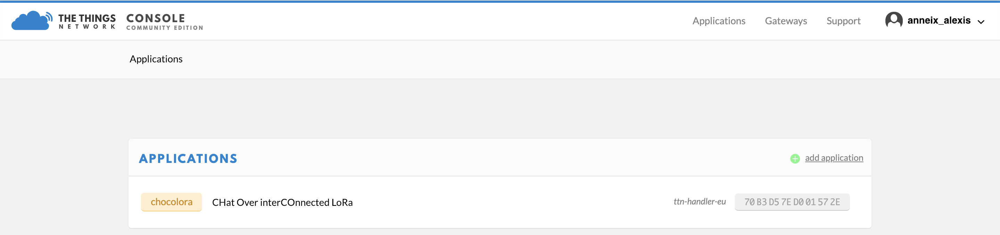 THE THINGS NETWORK
CONSOLE
COMMUNITY EDITION
Applications
Gateways
Support
anneix_alexis
Applications
APPLICATIONS
add application
chocolora
CHat Over interCOnnected LoRa
ttn-handler-eu
70 B3 D5 7E D0 01 57 2E